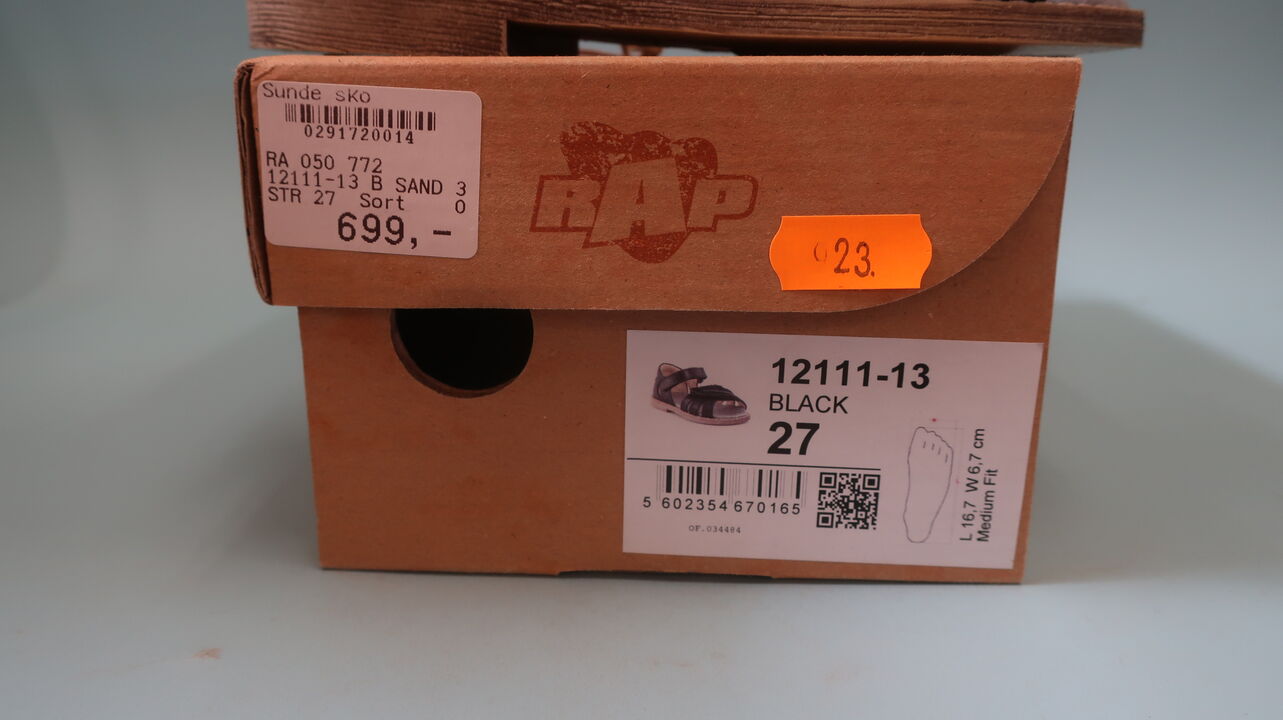 Sunde sko
0291720014
RA 050 772
12111-13 B SAND 3
STR 27 Sort 0
699,-
RAP
23.
12111-13
BLACK
27
5 602354 670165
OF.034484
L 16,7 W 6,7 cm
Medium Fit